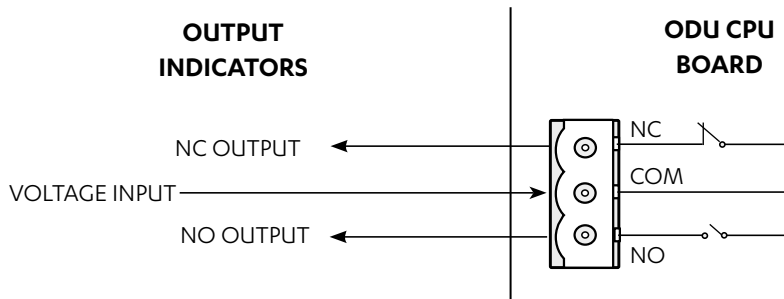 OUTPUT
INDICATORS
ODU CPU
BOARD
NC OUTPUT
NC
VOLTAGE INPUT
COM
NO OUTPUT
NO